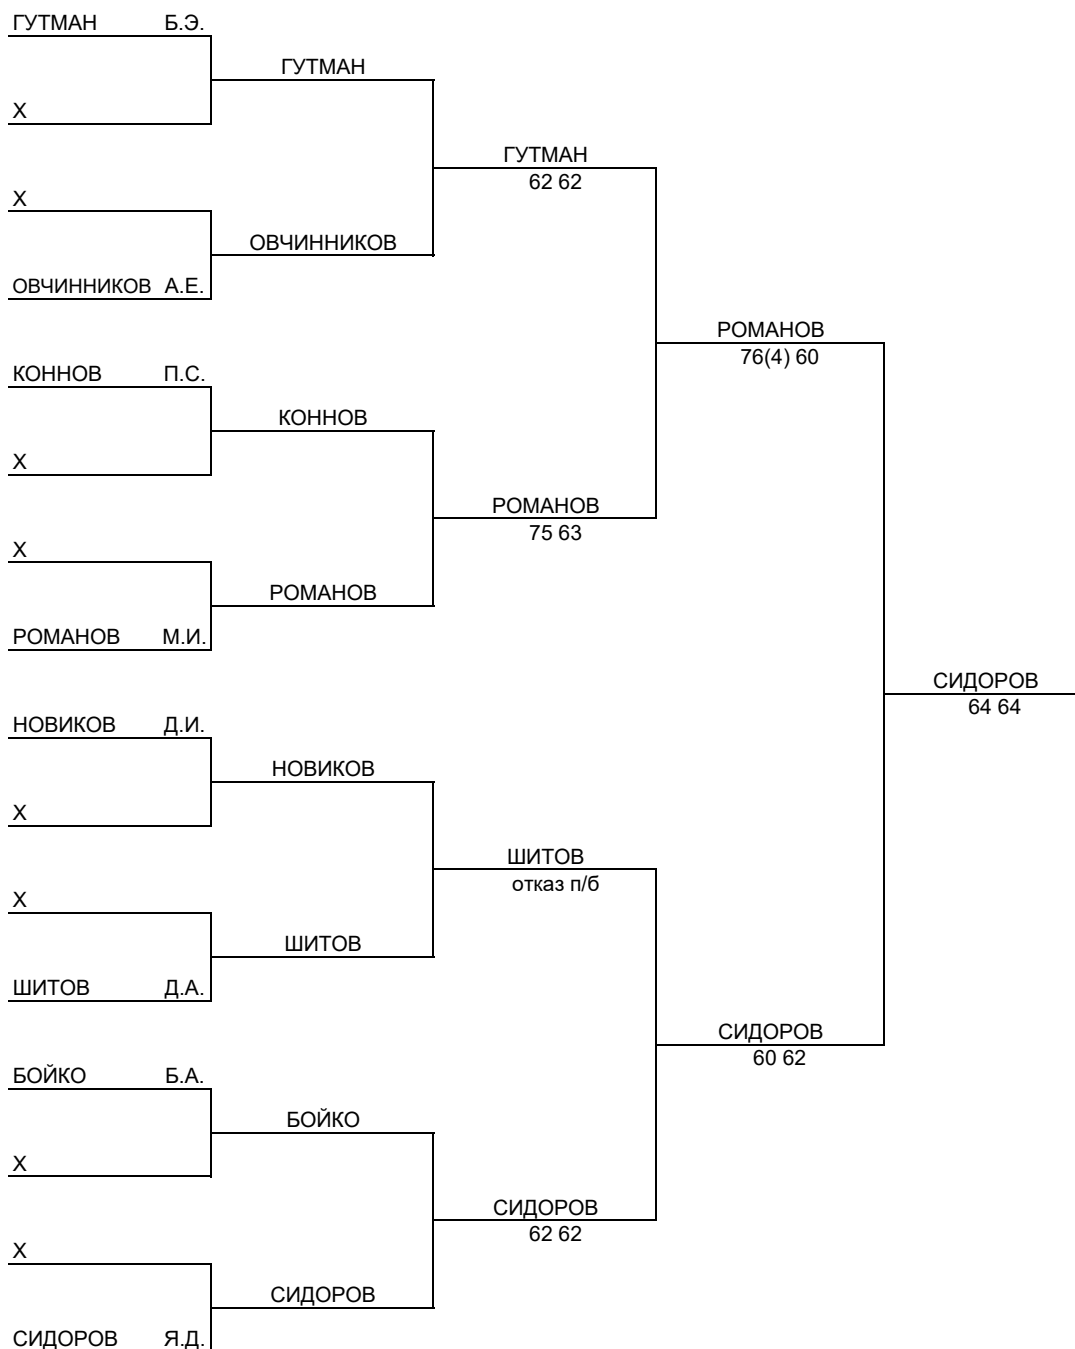 ГУТМАН Б.Э.
ГУТМАН
Х
ГУТМАН
62 62
Х
ОВЧИННИКОВ
ОВЧИННИКОВ А.Е.
РОМАНОВ
76(4) 60
КОННОВ П.С.
КОННОВ
Х
РОМАНОВ
75 63
Х
РОМАНОВ
РОМАНОВ М.И.
СИДОРОВ
64 64
НОВИКОВ Д.И.
НОВИКОВ
Х
ШИТОВ
отказ п/б
Х
ШИТОВ
ШИТОВ Д.А.
СИДОРОВ
60 62
БОЙКО Б.А.
БОЙКО
Х
СИДОРОВ
62 62
Х
СИДОРОВ
СИДОРОВ Я.Д.